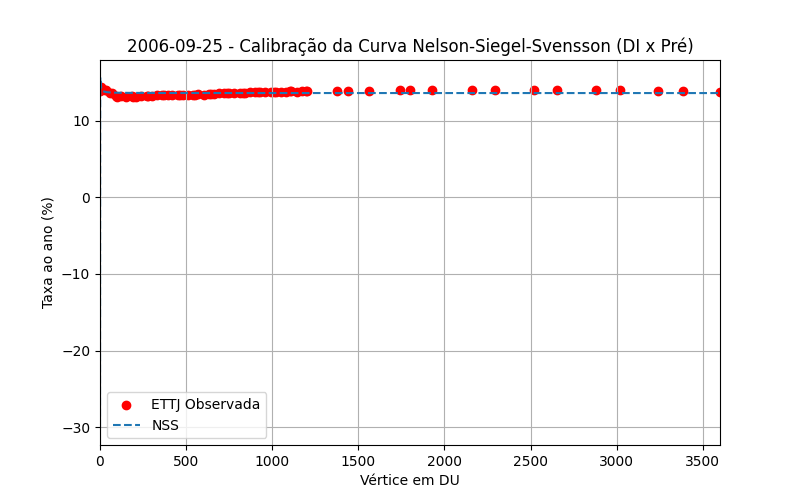 2006-09-25 - Calibração da Curva Nelson-Siegel-Svensson (DI x Pré)
Taxa ao ano (%)
10
0
−10
−20
−30
ETTJ Observada
NSS
0 500 1000 1500 2000 2500 3000 3500
Vértice em DU